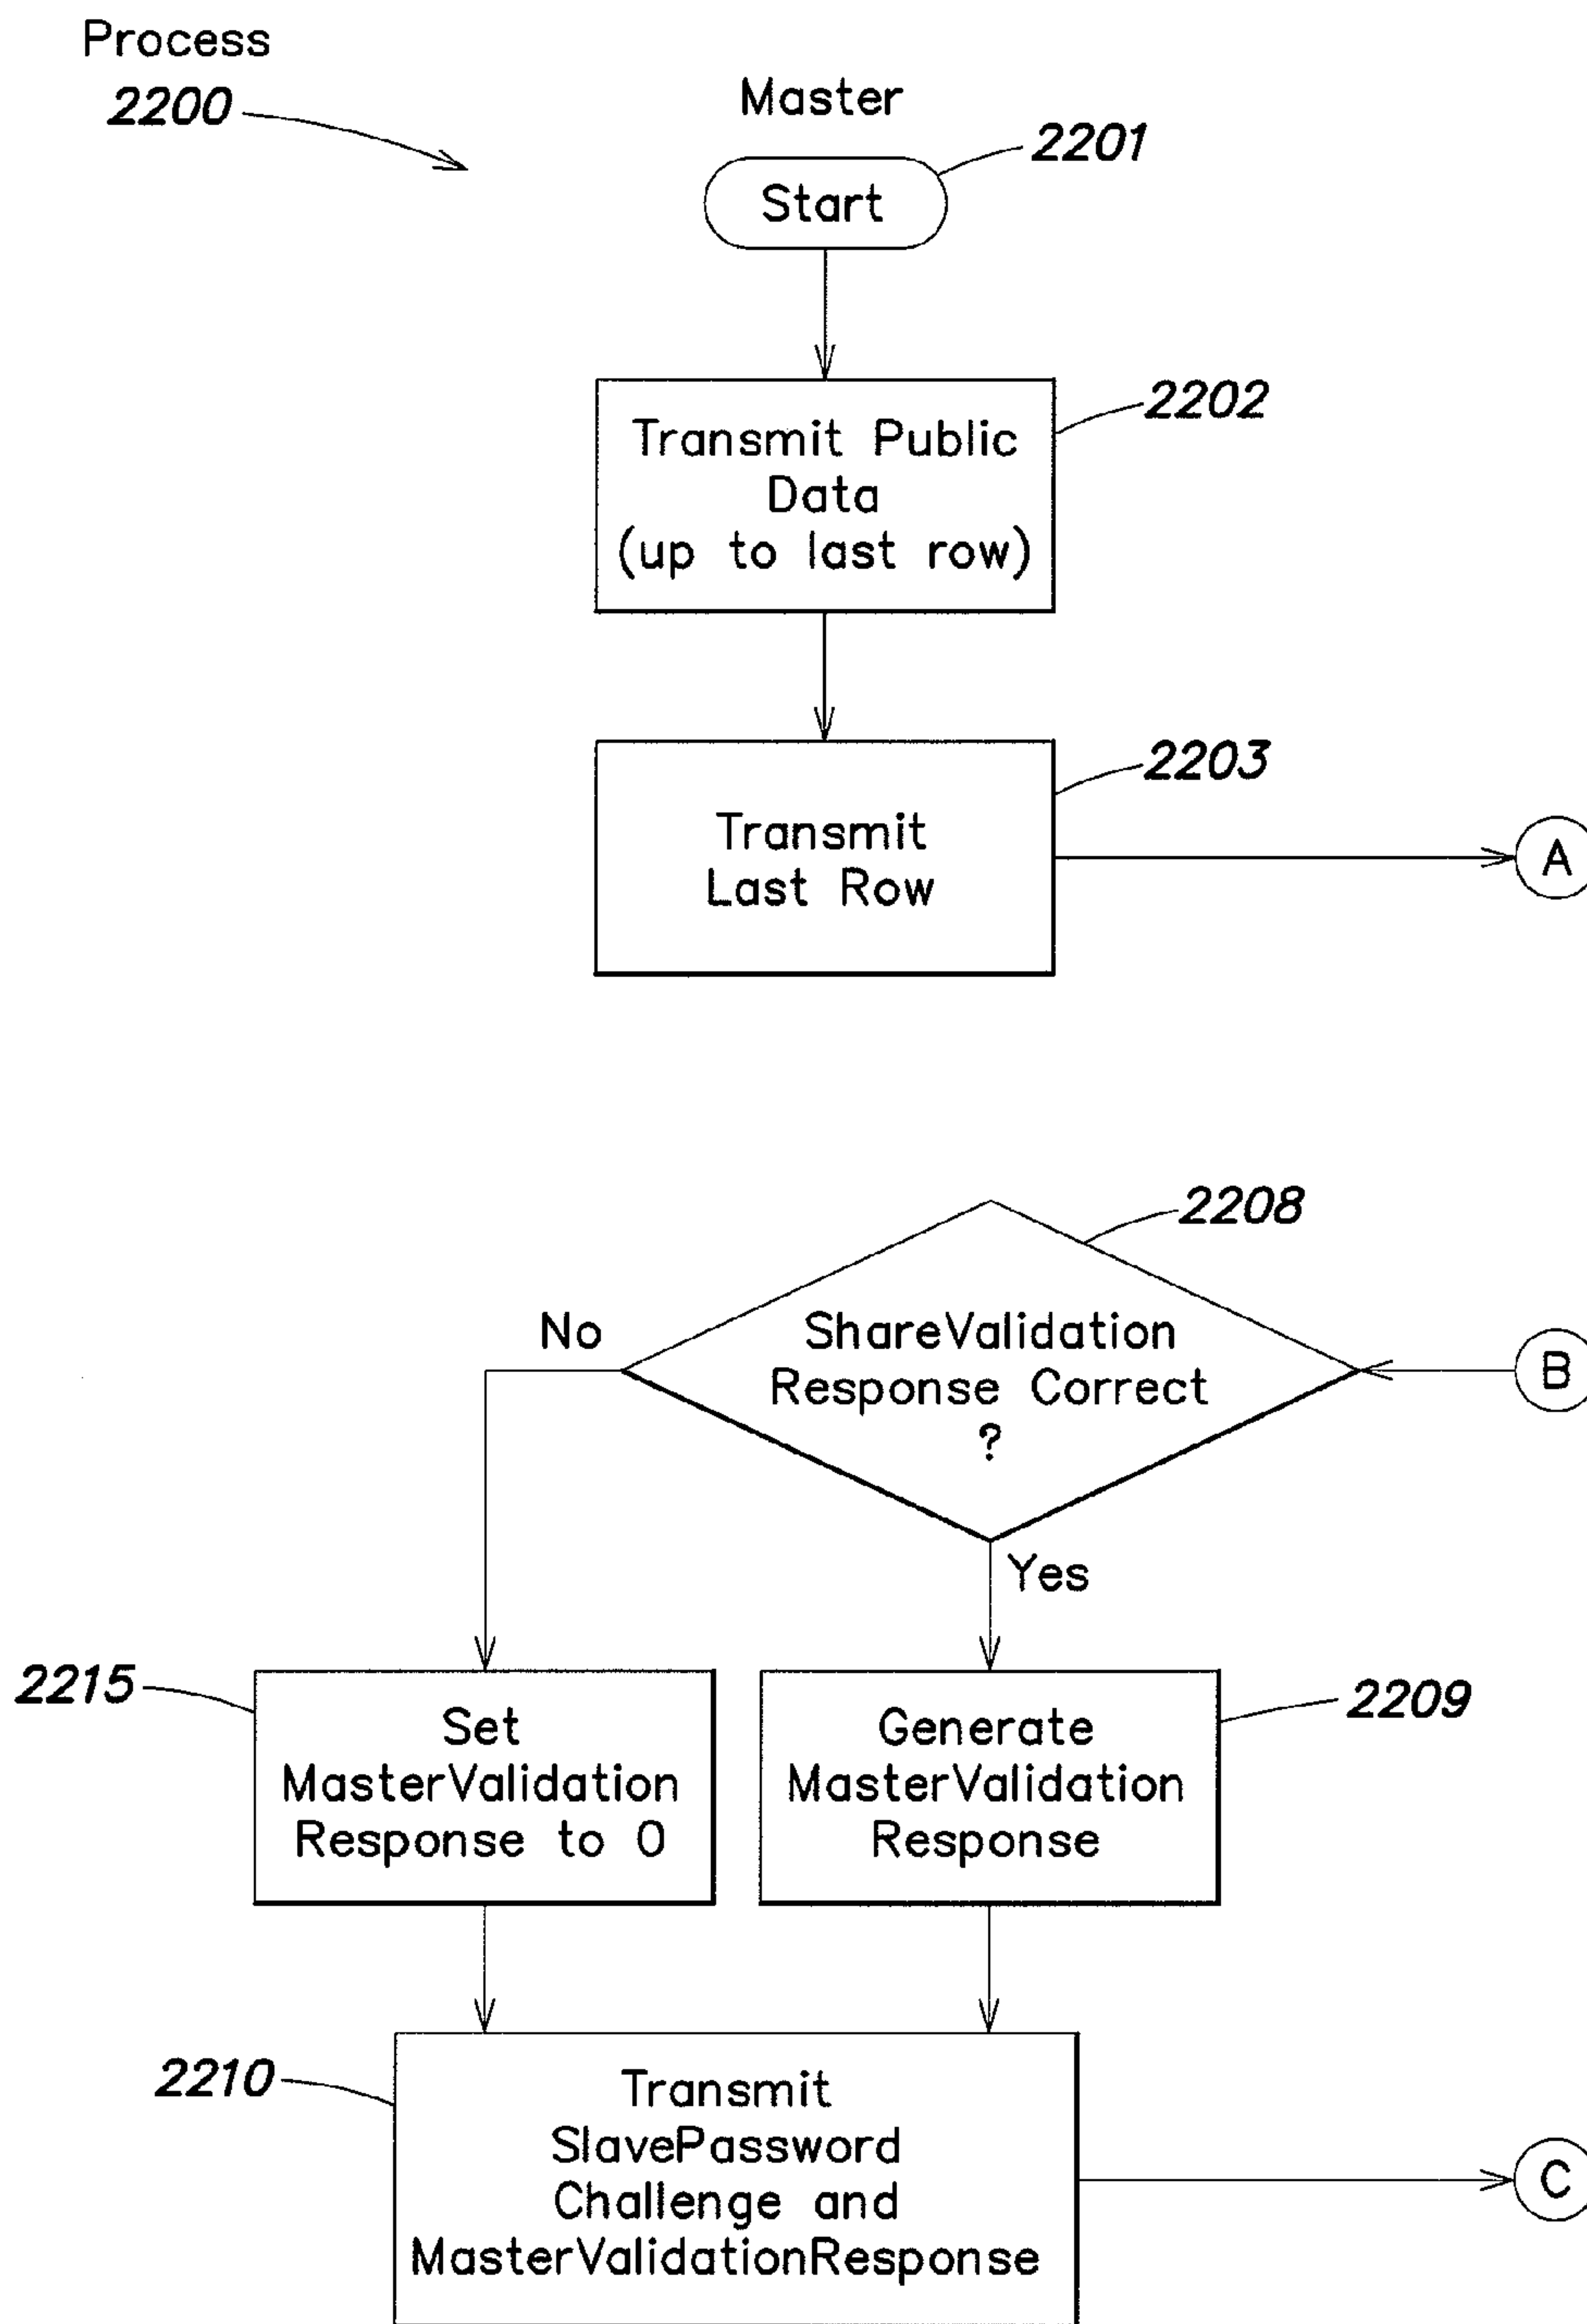 Process
2200
Master
2201
Start
2202
Transmit Public
Data
(up to last row)
2203
Transmit
Last Row
A
2208
No
ShareValidation
Response Correct
?
B
Yes
2215
Set
MasterValidation
Response to 0
2209
Generate
MasterValidation
Response
2210
Transmit
SlavePassword
Challenge and
MasterValidationResponse
C